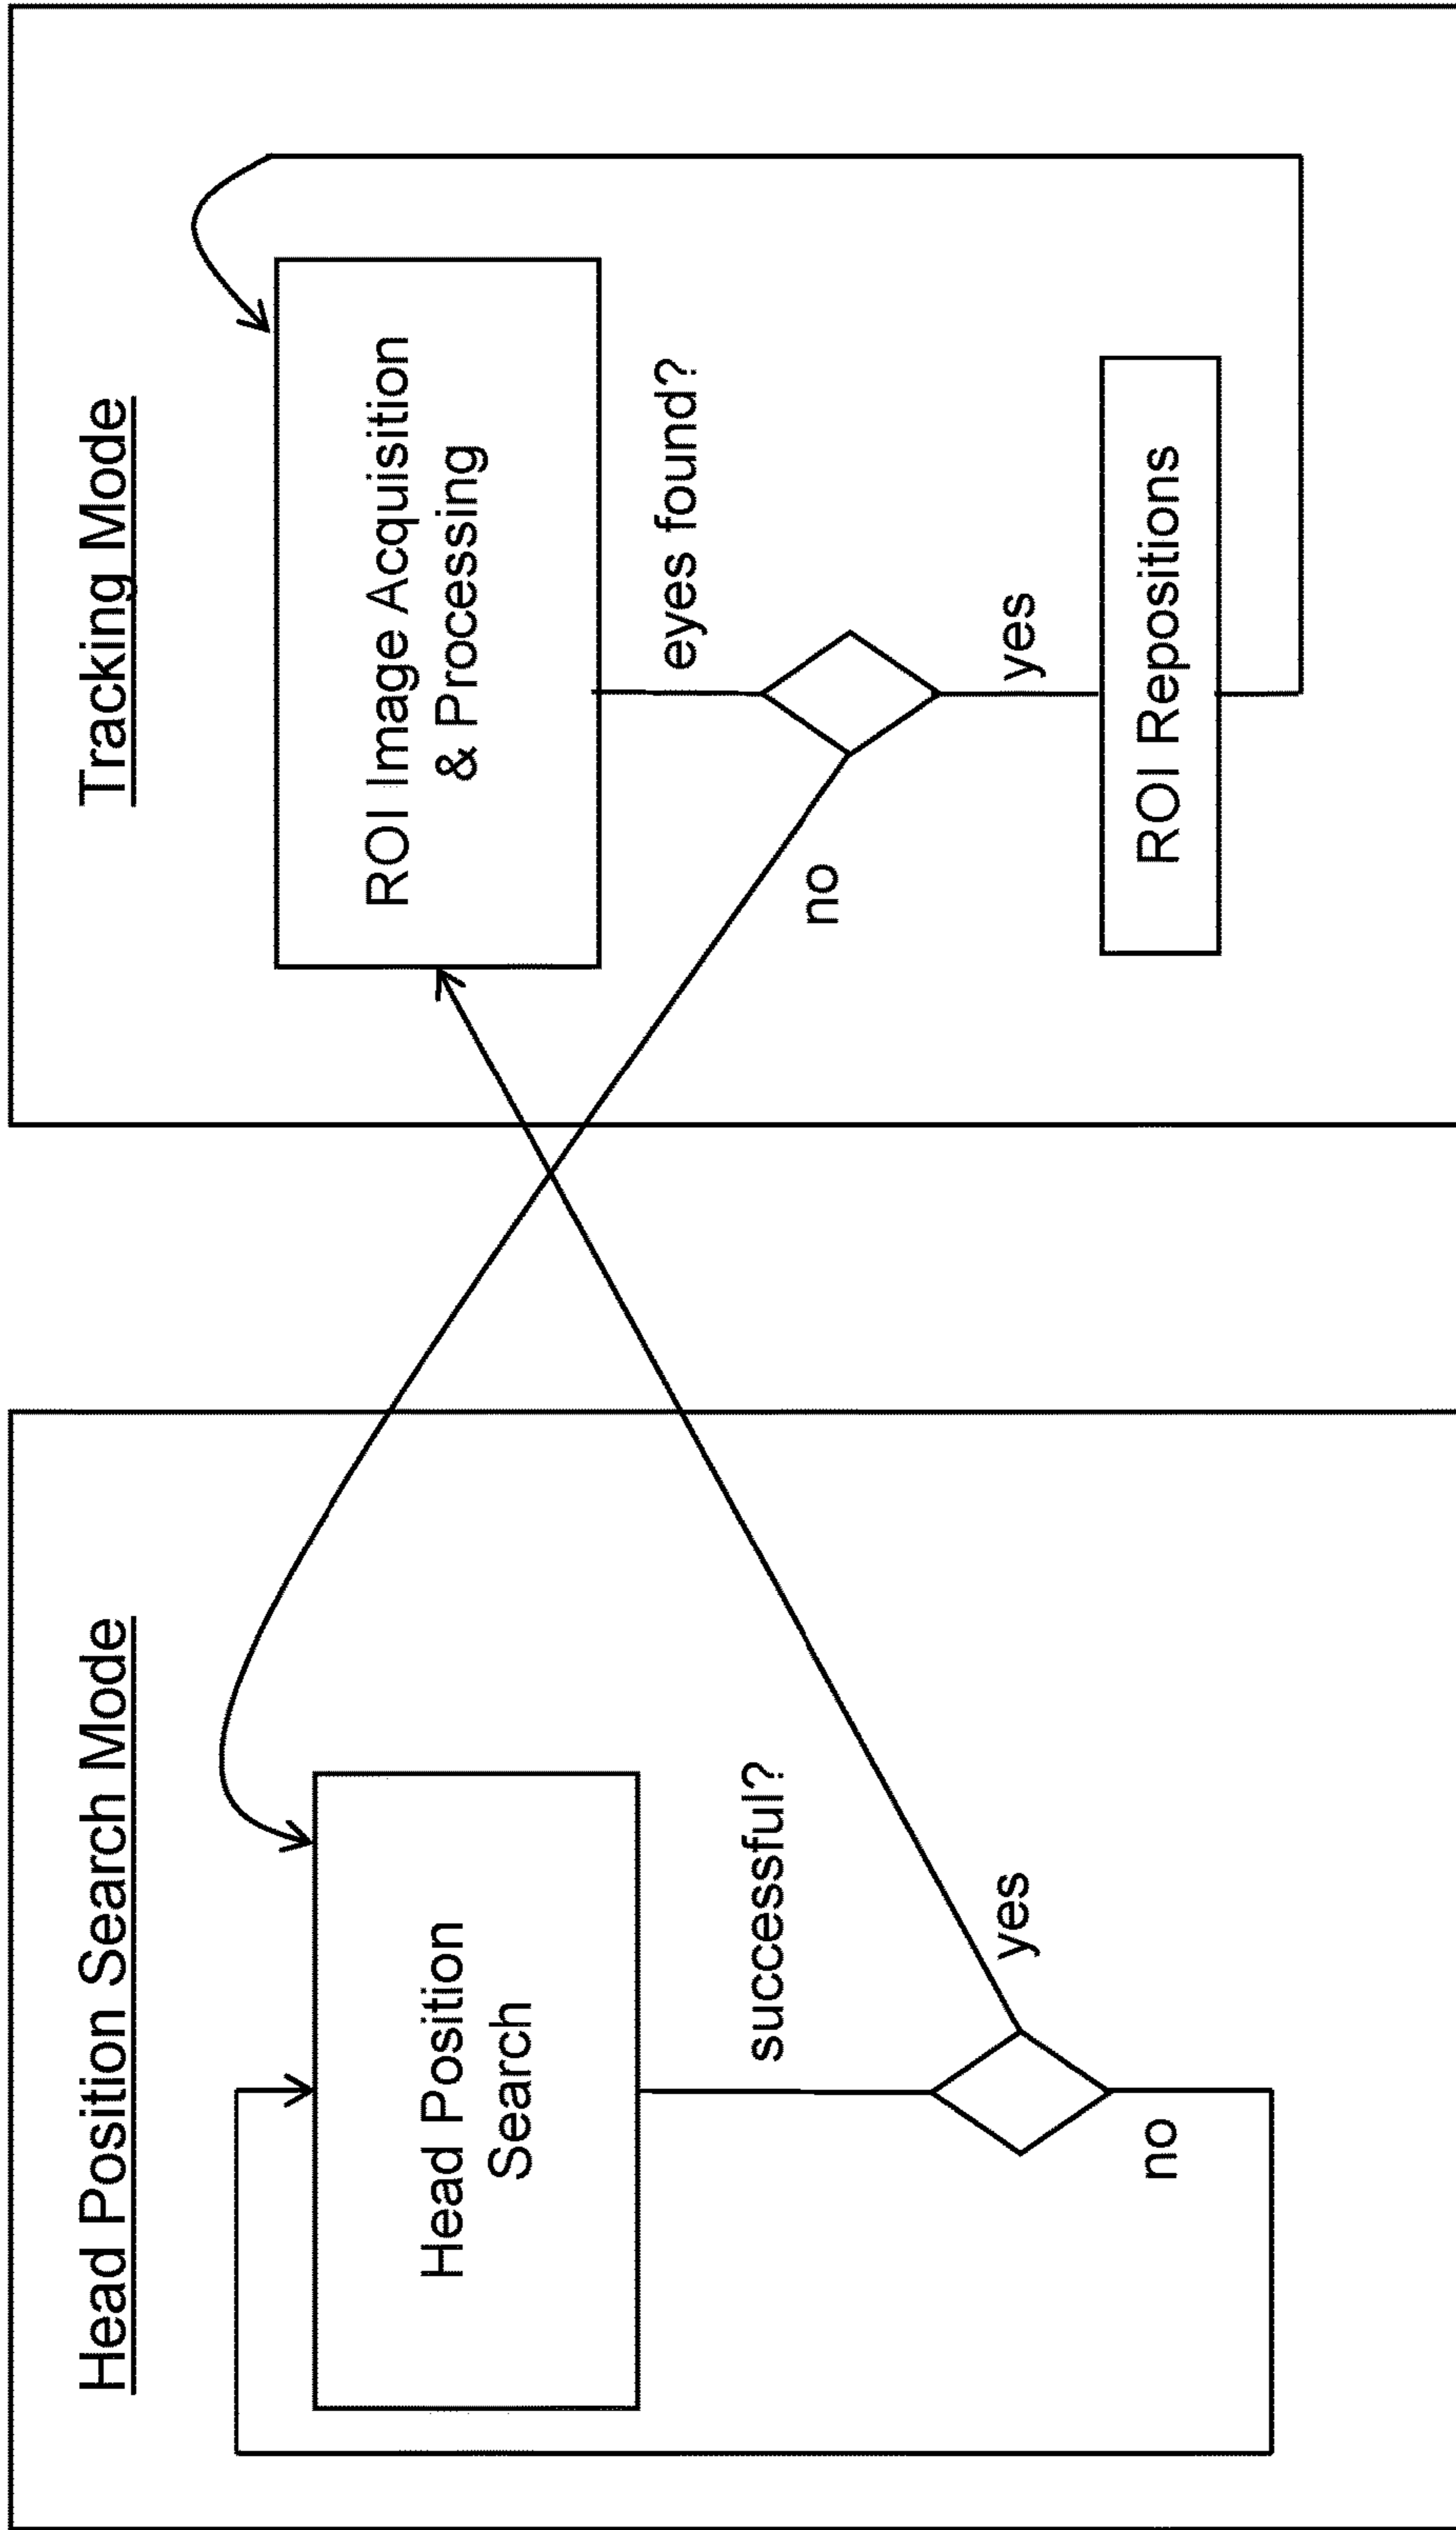 Head Position Search Mode
Head Position
Search
successful?
yes
no
Tracking Mode
ROI Image Acquisition
& Processing
eyes found?
no
yes
ROI Repositions